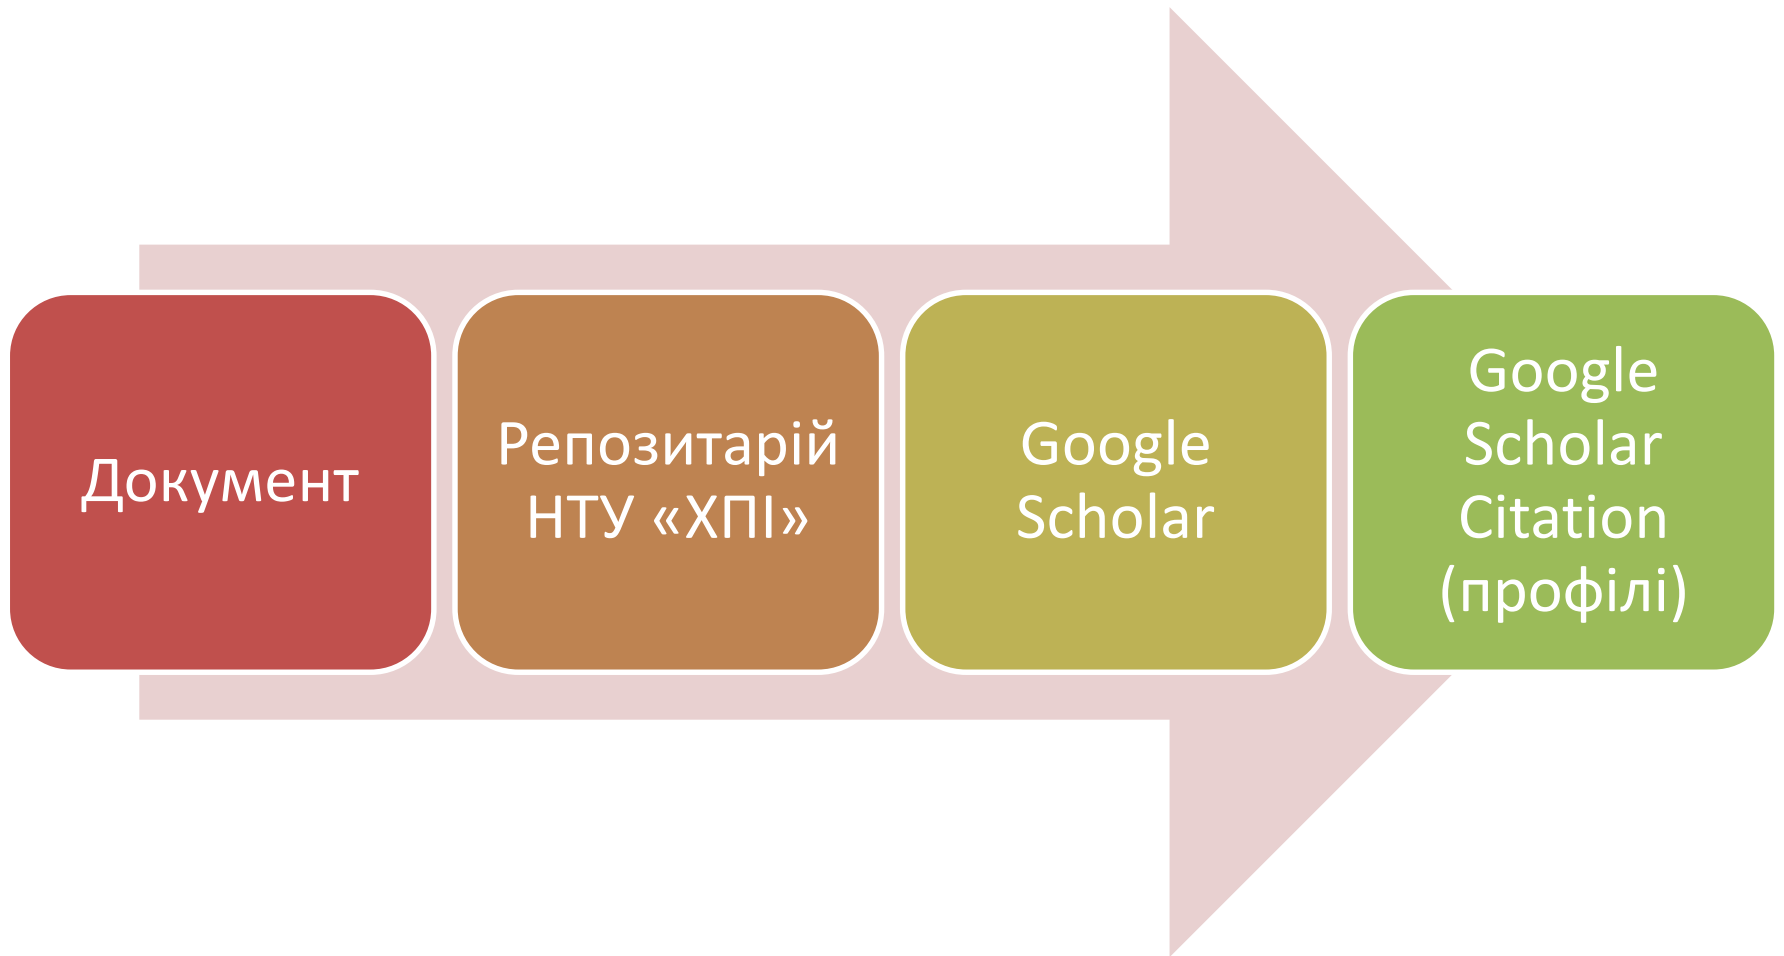 Документ
Репозитарій
НТУ «ХПІ»
Google
Scholar
Google
Scholar
Citation
(профілі)